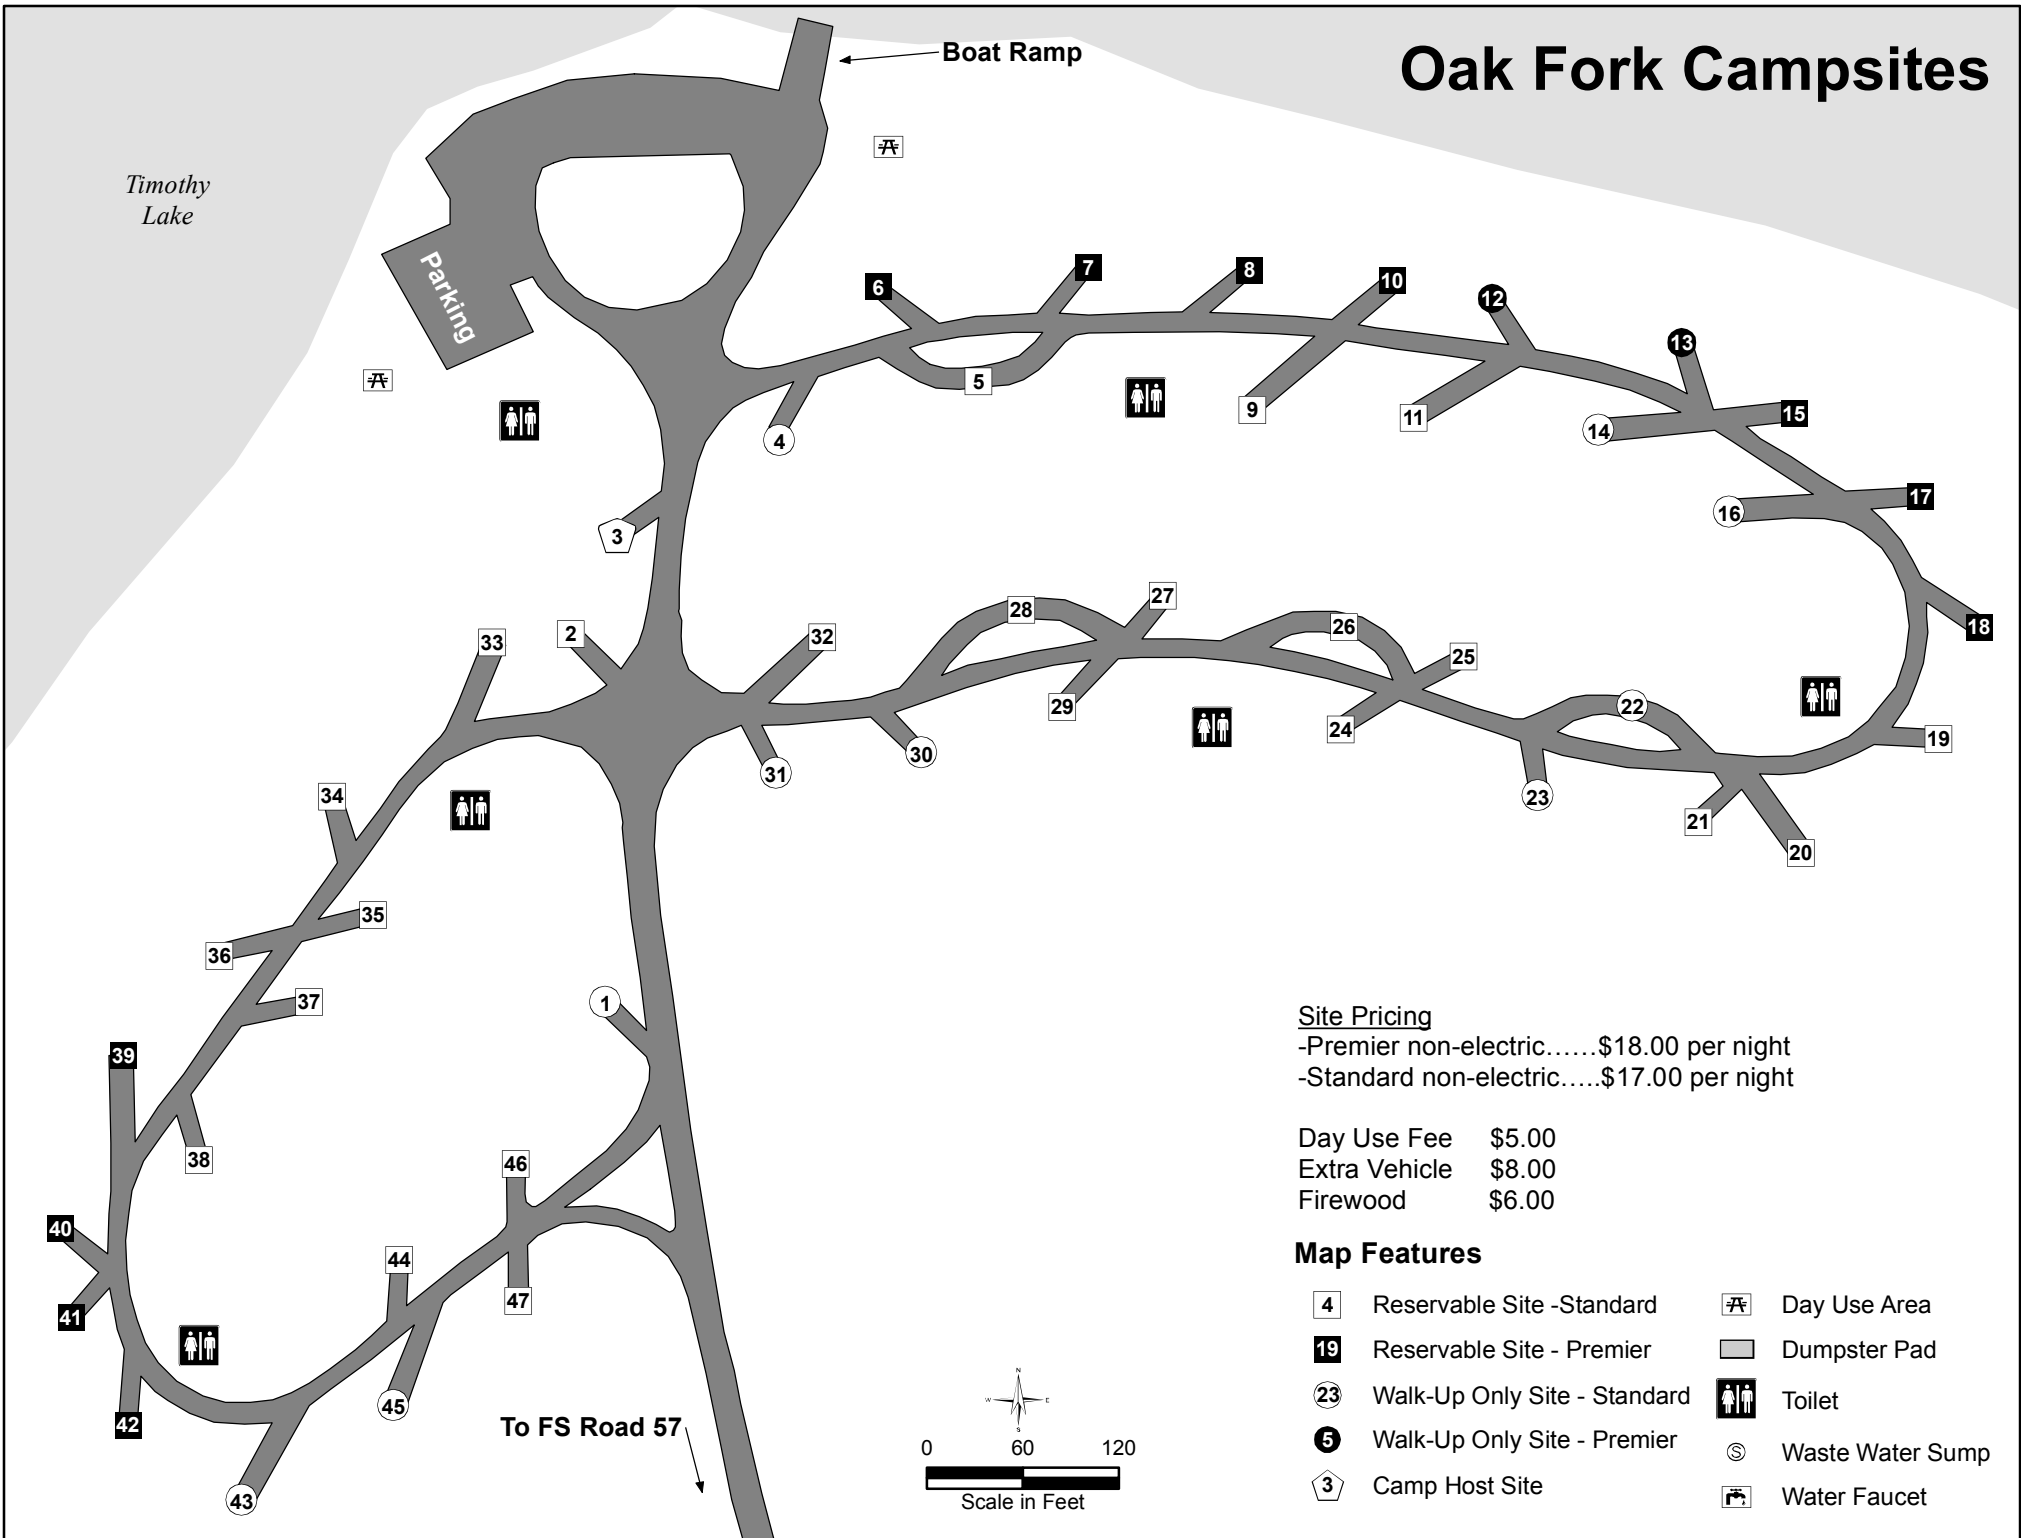 Oak Fork Campsites
Boat Ramp
Timothy
Lake
Parking
6
7
8
10
12
13
5
9
11
14
15
4
16
17
3
18
2
33
32
28
27
26
25
29
30
31
24
22
23
19
21
20
34
35
36
37
1
39
38
40
46
44
41
47
45
42
43
To FS Road 57
Site Pricing
-Premier non-electric……$18.00 per night
-Standard non-electric…..$17.00 per night
Day Use Fee $5.00
Extra Vehicle $8.00
Firewood $6.00
Map Features
4 Reservable Site -Standard
19 Reservable Site - Premier
23 Walk-Up Only Site - Standard
5 Walk-Up Only Site - Premier
3 Camp Host Site
Day Use Area
Dumpster Pad
Toilet
S Waste Water Sump
Water Faucet
N
W E
S
0 60 120
Scale in Feet